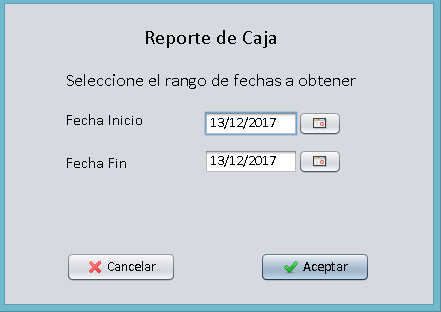 Reporte de Caja
Seleccione el rango de fechas a obtener
Fecha Inicio 13/12/2017
Fecha Fin 13/12/2017
Cancelar Aceptar